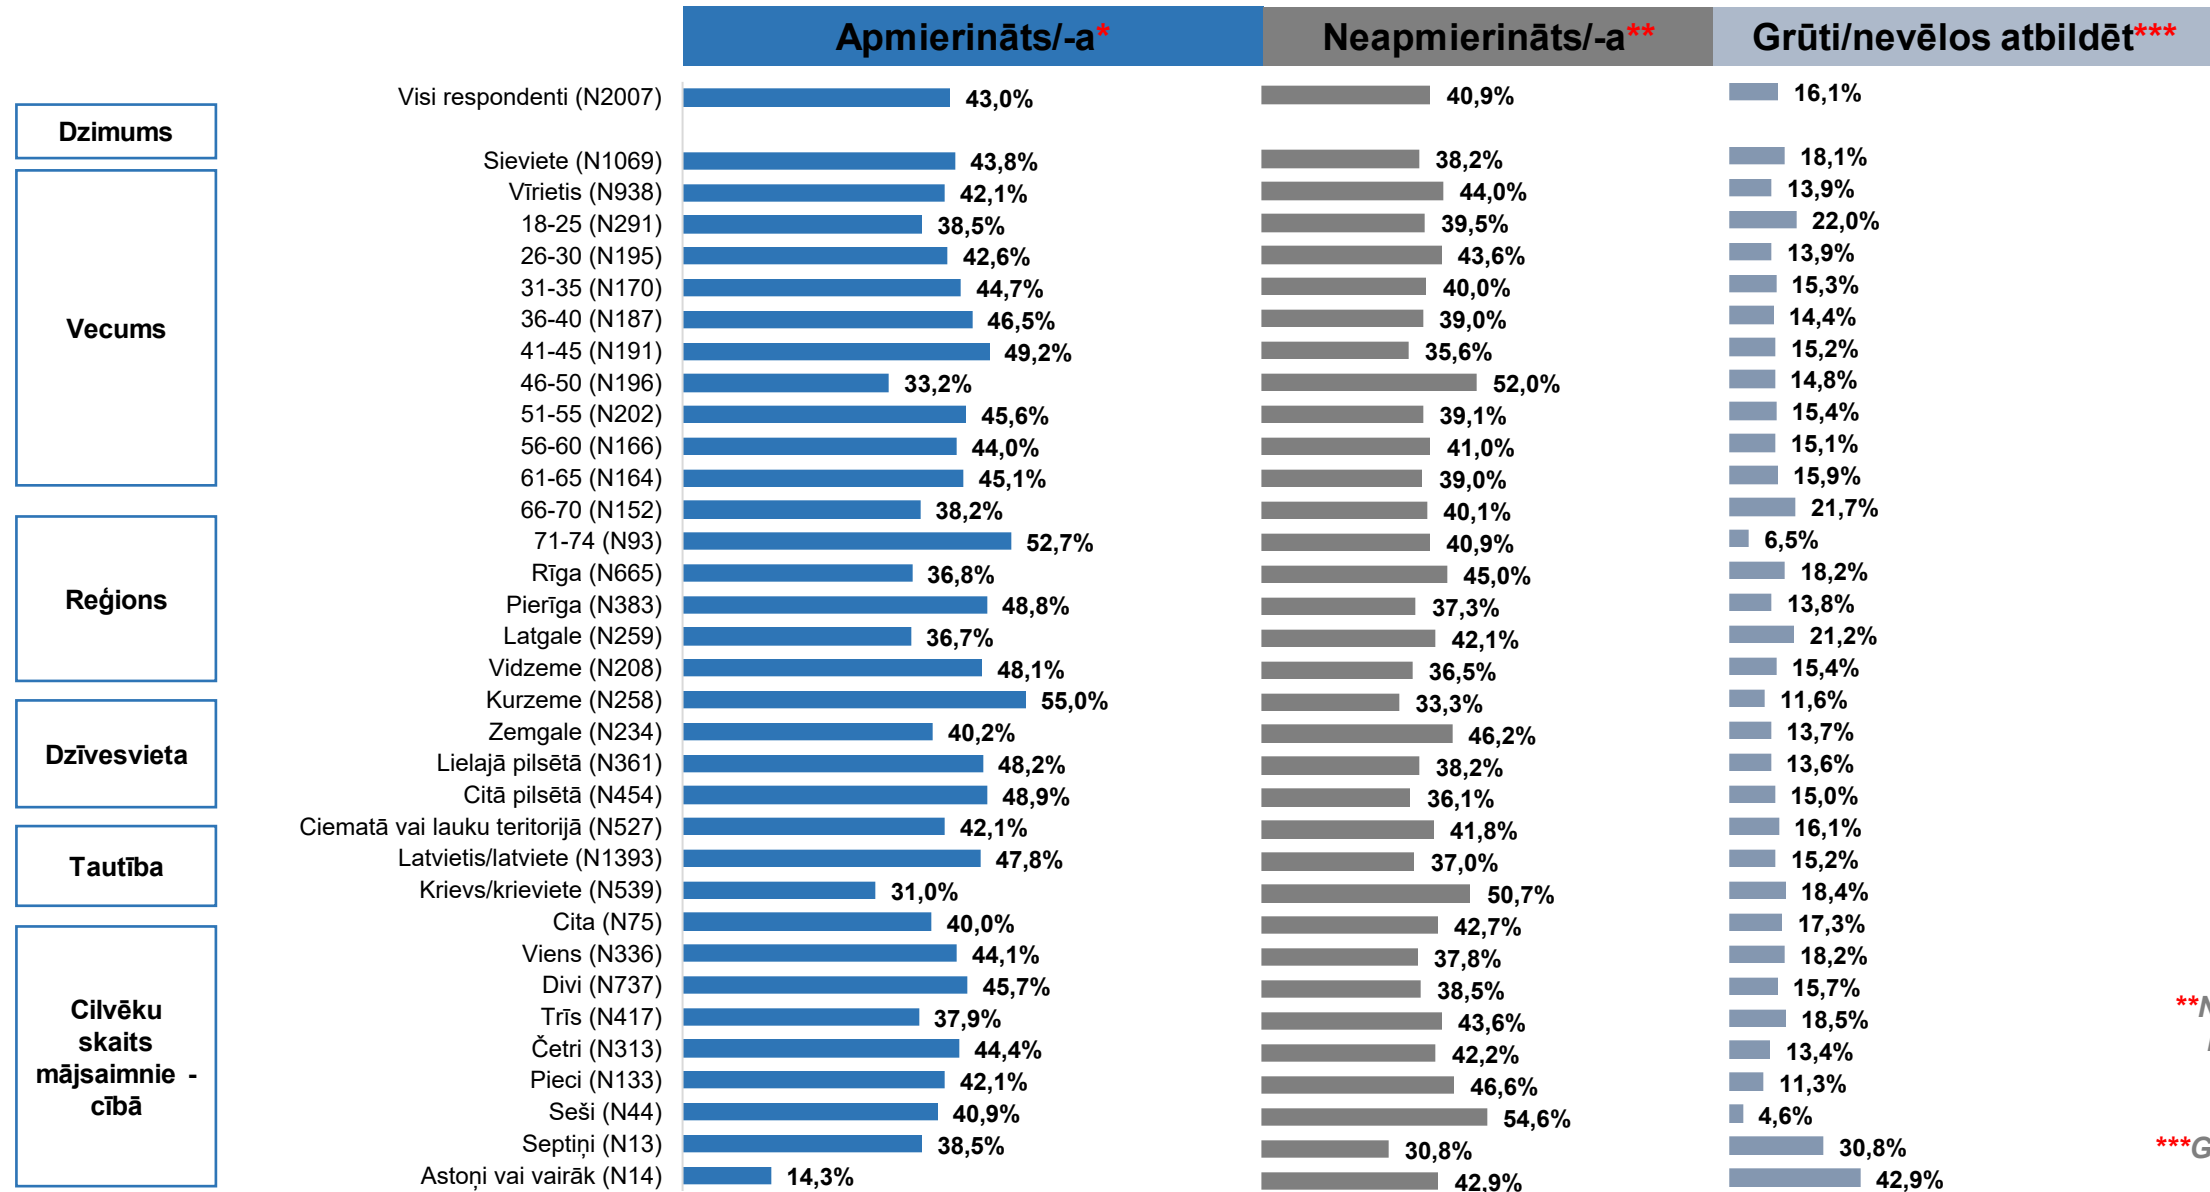 Apmierināts/-a* Neapmierināts/-a** Grūti/nevēlos atbildēt***
Visi respondenti (N2007) 43,0% 40,9% 16,1%
Dzimums
Sieviete (N1069) 43,8% 38,2% 18,1%
Vīrietis (N938) 42,1% 44,0% 13,9%
18-25 (N291) 38,5% 39,5% 22,0%
26-30 (N195) 42,6% 43,6% 13,9%
31-35 (N170) 44,7% 40,0% 15,3%
Vecums
36-40 (N187) 46,5% 39,0% 14,4%
41-45 (N191) 49,2% 35,6% 15,2%
46-50 (N196) 33,2% 52,0% 14,8%
51-55 (N202) 45,6% 39,1% 15,4%
56-60 (N166) 44,0% 41,0% 15,1%
61-65 (N164) 45,1% 39,0% 15,9%
66-70 (N152) 38,2% 40,1% 21,7%
71-74 (N93) 52,7% 40,9% 6,5%
Rīga (N665) 36,8% 45,0% 18,2%
Reģions
Pierīga (N383) 48,8% 37,3% 13,8%
Latgale (N259) 36,7% 42,1% 21,2%
Vidzeme (N208) 48,1% 36,5% 15,4%
Kurzeme (N258) 55,0% 33,3% 11,6%
Zemgale (N234) 40,2% 46,2% 13,7%
Dzīvesvieta
Lielajā pilsētā (N361) 48,2% 38,2% 13,6%
Citā pilsētā (N454) 48,9% 36,1% 15,0%
Ciematā vai lauku teritorijā (N527) 42,1% 41,8% 16,1%
Latvietis/latviete (N1393) 47,8% 37,0% 15,2%
Tautība
Krievs/krieviete (N539) 31,0% 50,7% 18,4%
Cita (N75) 40,0% 42,7% 17,3%
Viens (N336) 44,1% 37,8% 18,2%
Divi (N737) 45,7% 38,5% 15,7%
Cilvēku
skaits
mājsaimnie -
cībā
Trīs (N417) 37,9% 43,6% 18,5%
**N
Četri (N313) 44,4% 42,2% 13,4%
Pieci (N133) 42,1% 46,6% 11,3%
Seši (N44) 40,9% 54,6% 4,6%
Septiņi (N13) 38,5% 30,8% 30,8%
***G
Astoņi vai vairāk (N14) 14,3% 42,9% 42,9%